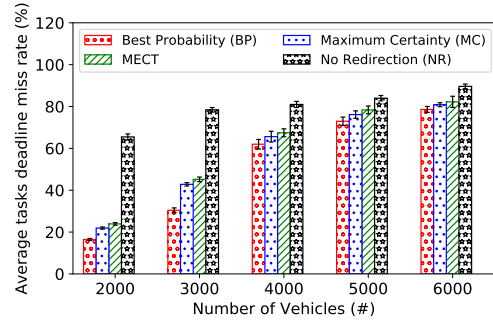 Average tasks deadline miss rate (%)
120
100
80
60
40
20
0
Best Probability (BP)
MECT
Maximum Certainty (MC)
No Redirection (NR)
2000 3000 4000 5000 6000
Number of Vehicles (#)